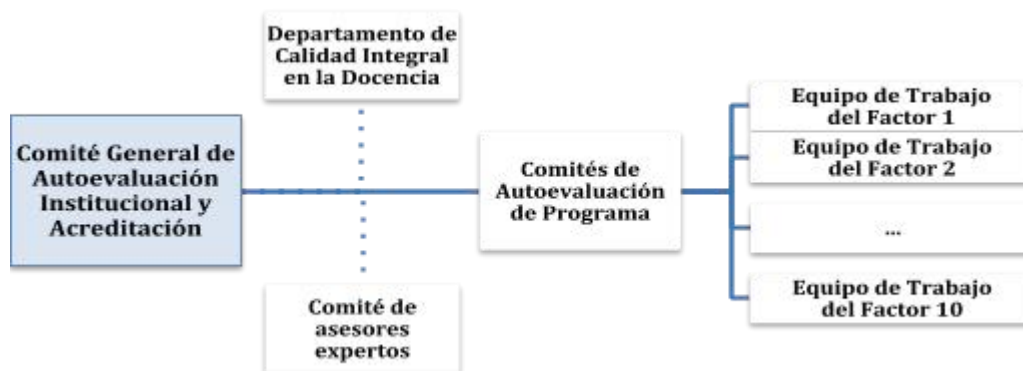 Departamento de
Calidad Integral
en la Docencia
Comité General de
Autoevaluación
Institucional y
Acreditación
Comités de
Autoevaluación
de Programa
Comité de
asesores
expertos
Equipo de Trabajo
del Factor 1
Equipo de Trabajo
del Factor 2
...
Equipo de Trabajo
del Factor 10